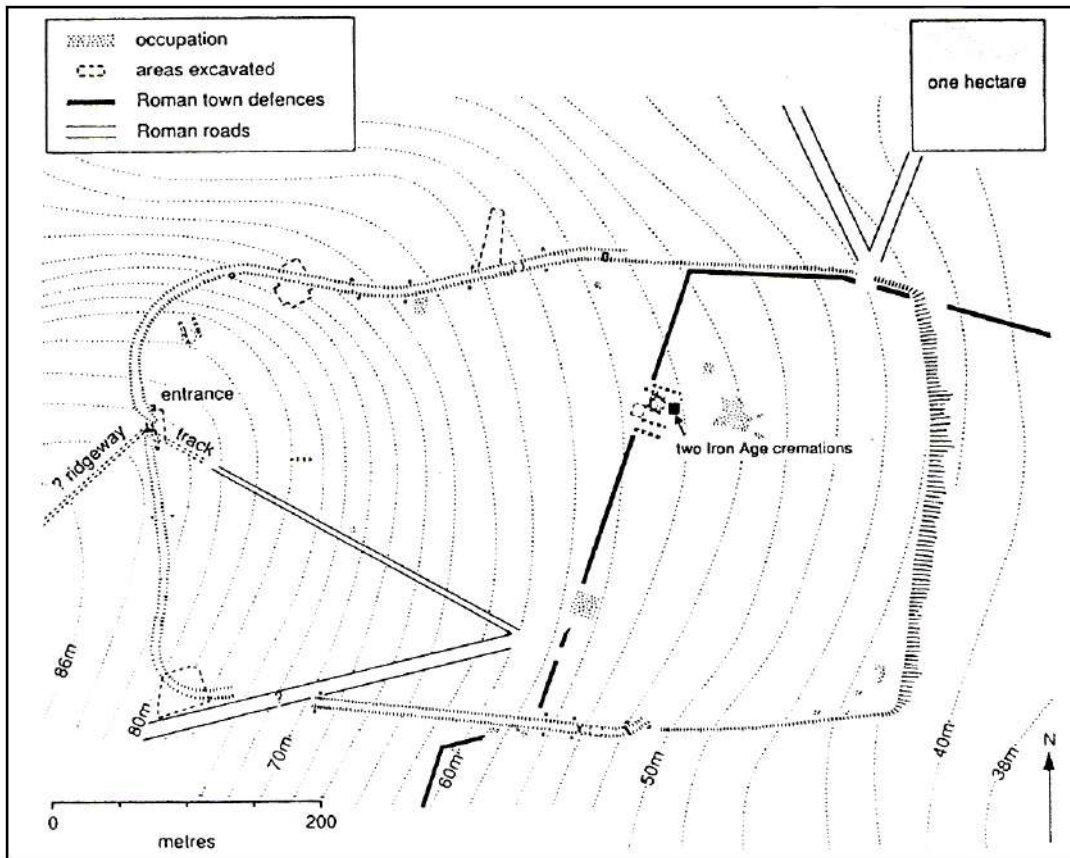 occupation
areas excavated
Roman town defences
Roman roads
one hectare
entrance
? ridgeway
track
two Iron Age cremations
?
86m
80m
70m
60m
50m
40m
38m
N
0
200
metres